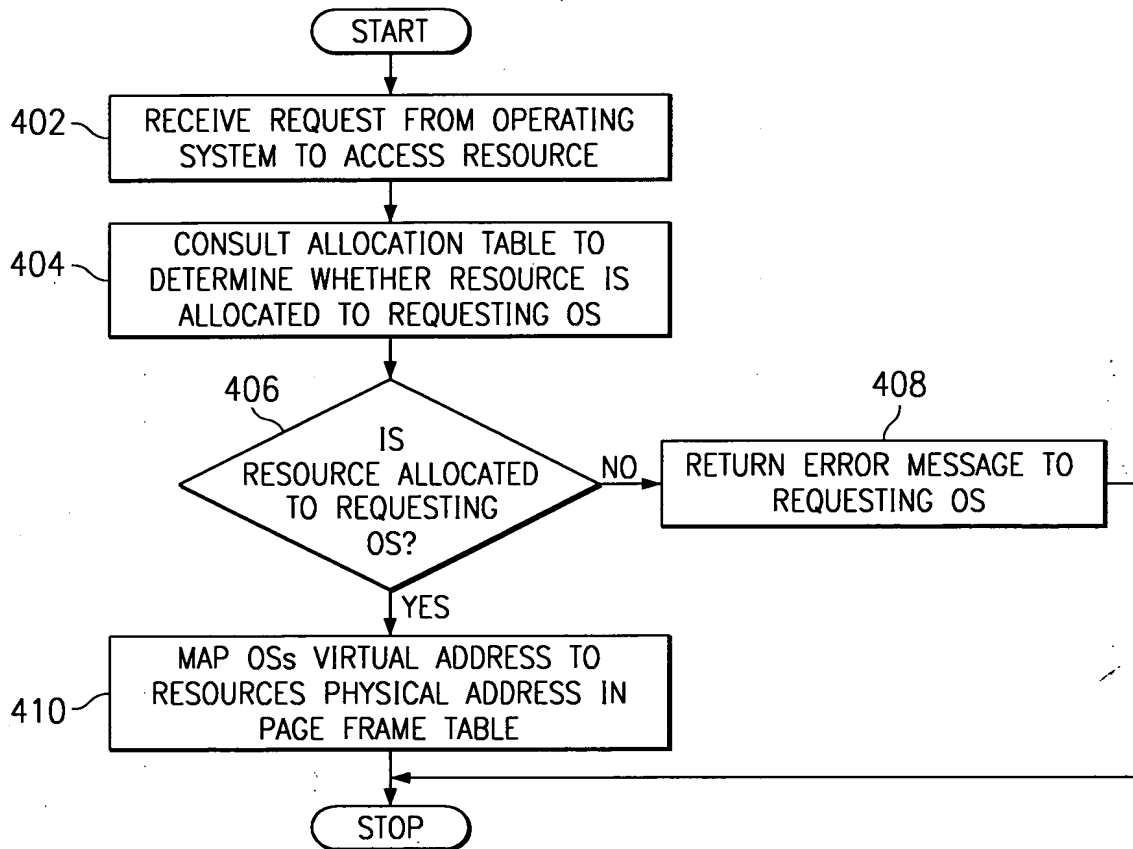 START
402
RECEIVE REQUEST FROM OPERATING
SYSTEM TO ACCESS RESOURCE
404
CONSULT ALLOCATION TABLE TO
DETERMINE WHETHER RESOURCE IS
ALLOCATED TO REQUESTING OS
406
IS
RESOURCE ALLOCATED
TO REQUESTING
OS?
NO
408
RETURN ERROR MESSAGE TO
REQUESTING OS
YES
410
MAP OSs VIRTUAL ADDRESS TO
RESOURCES PHYSICAL ADDRESS IN
PAGE FRAME TABLE
STOP